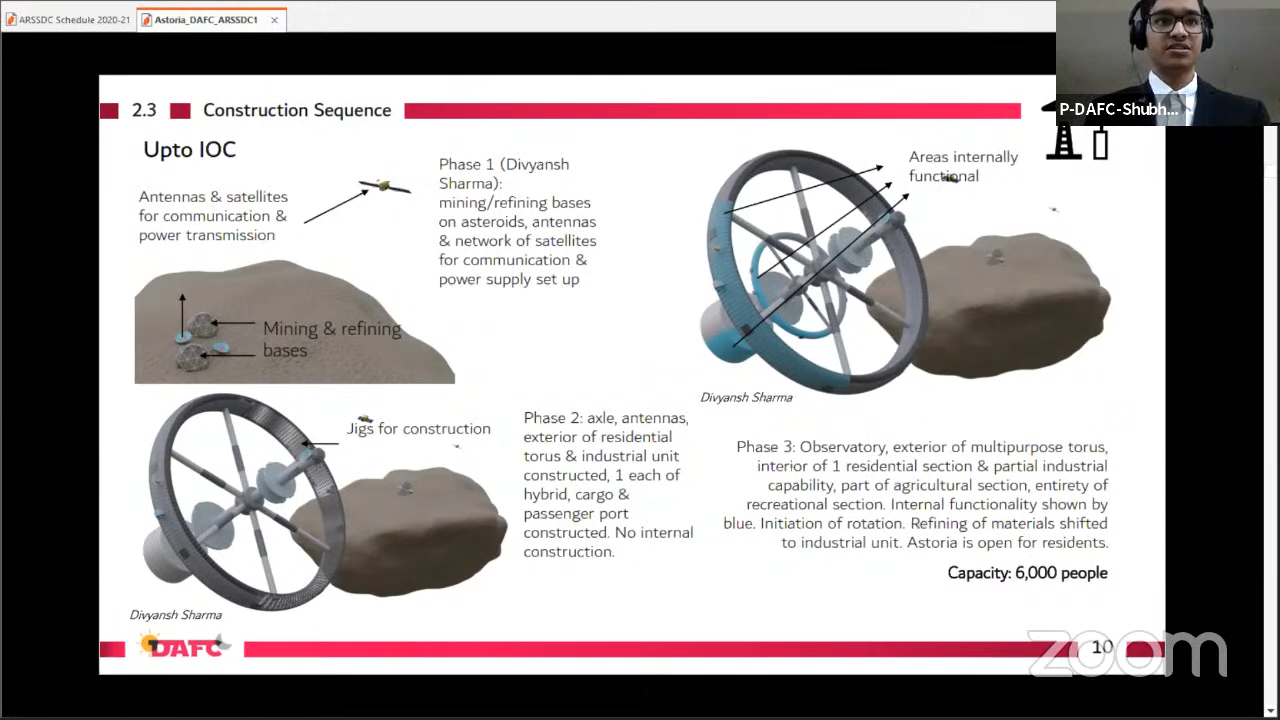 ARSSDC Schedule 2020-21
Astoria_DAFC_ARSSDC1
P-DAFC-Shubh...
2.3
Construction Sequence
Upto IOC
Antennas & satellites
for communication &
power transmission
Phase 1 (Divyansh
Sharma):
mining/refining bases
on asteroids, antennas
& network of satellites
for communication &
power supply set up
Mining & refining
bases
Areas internally
functional
Divyansh Sharma
Jigs for construction
Phase 2: axle, antennas,
exterior of residential
torus & industrial unit
constructed, 1 each of
hybrid, cargo &
passenger port
constructed. No internal
construction.
Divyansh Sharma
Phase 3: Observatory, exterior of multipurpose torus,
interior of 1 residential section & partial industrial
capability, part of agricultural section, entirety of
recreational section. Internal functionality shown by
blue. Initiation of rotation. Refining of materials shifted
to industrial unit. Astoria is open for residents.
Capacity: 6,000 people
DAFC
10
zoom